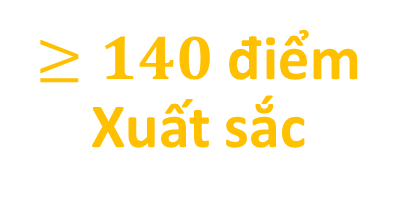 ≥ 140 điểm
Xuất sắc